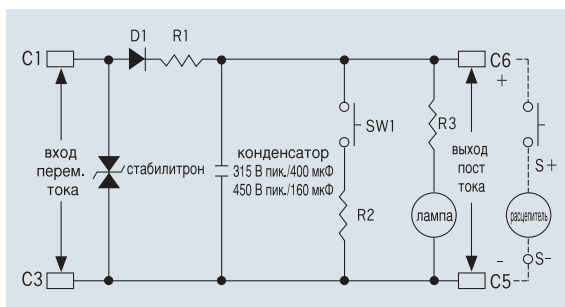 D1
R1
C1
C6
+
вход
перем.
тока
стабилитрон
конденсатор
315 В пик./400 мкФ
450 В пик./160 мкФ
SW1
R2
R3
лампа
выход
пост
тока
S+
расцепитель
-
S-
C3
C5